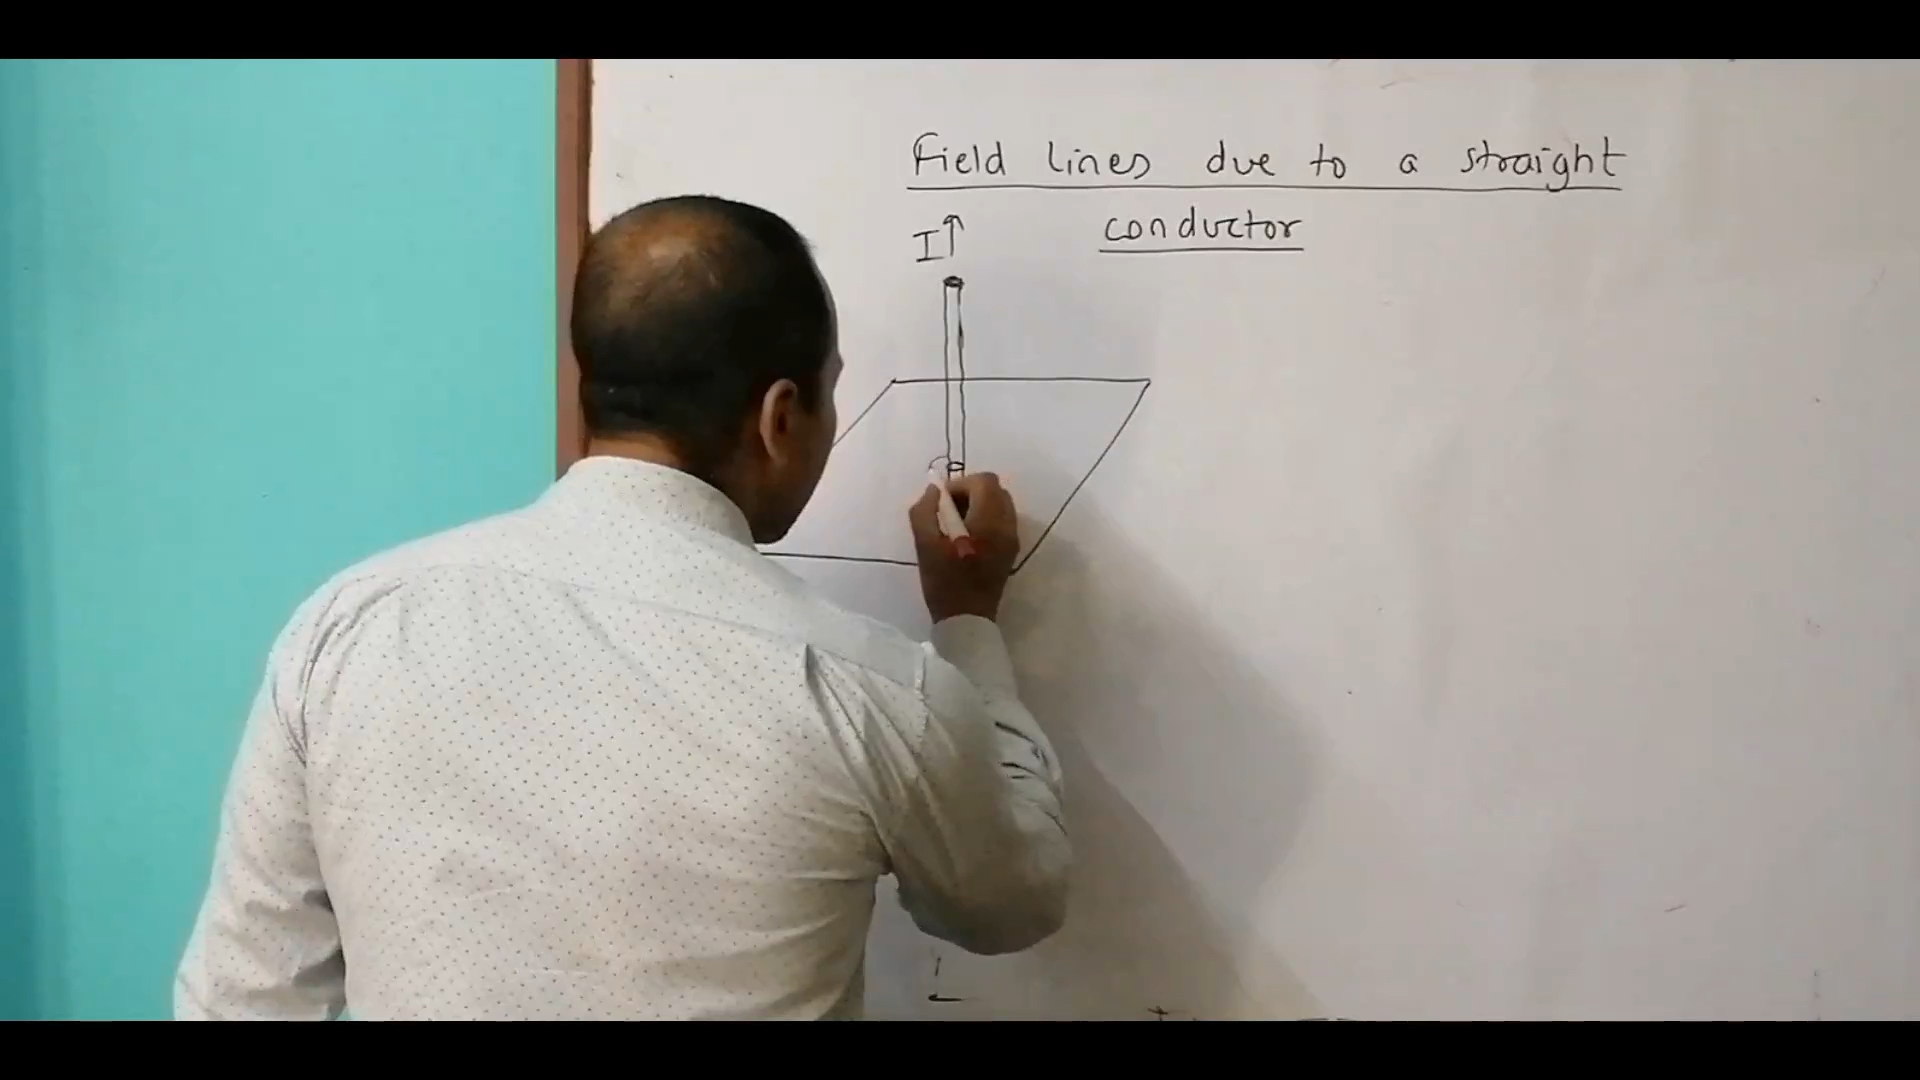 Field lines due to a straight
conductor
I↑